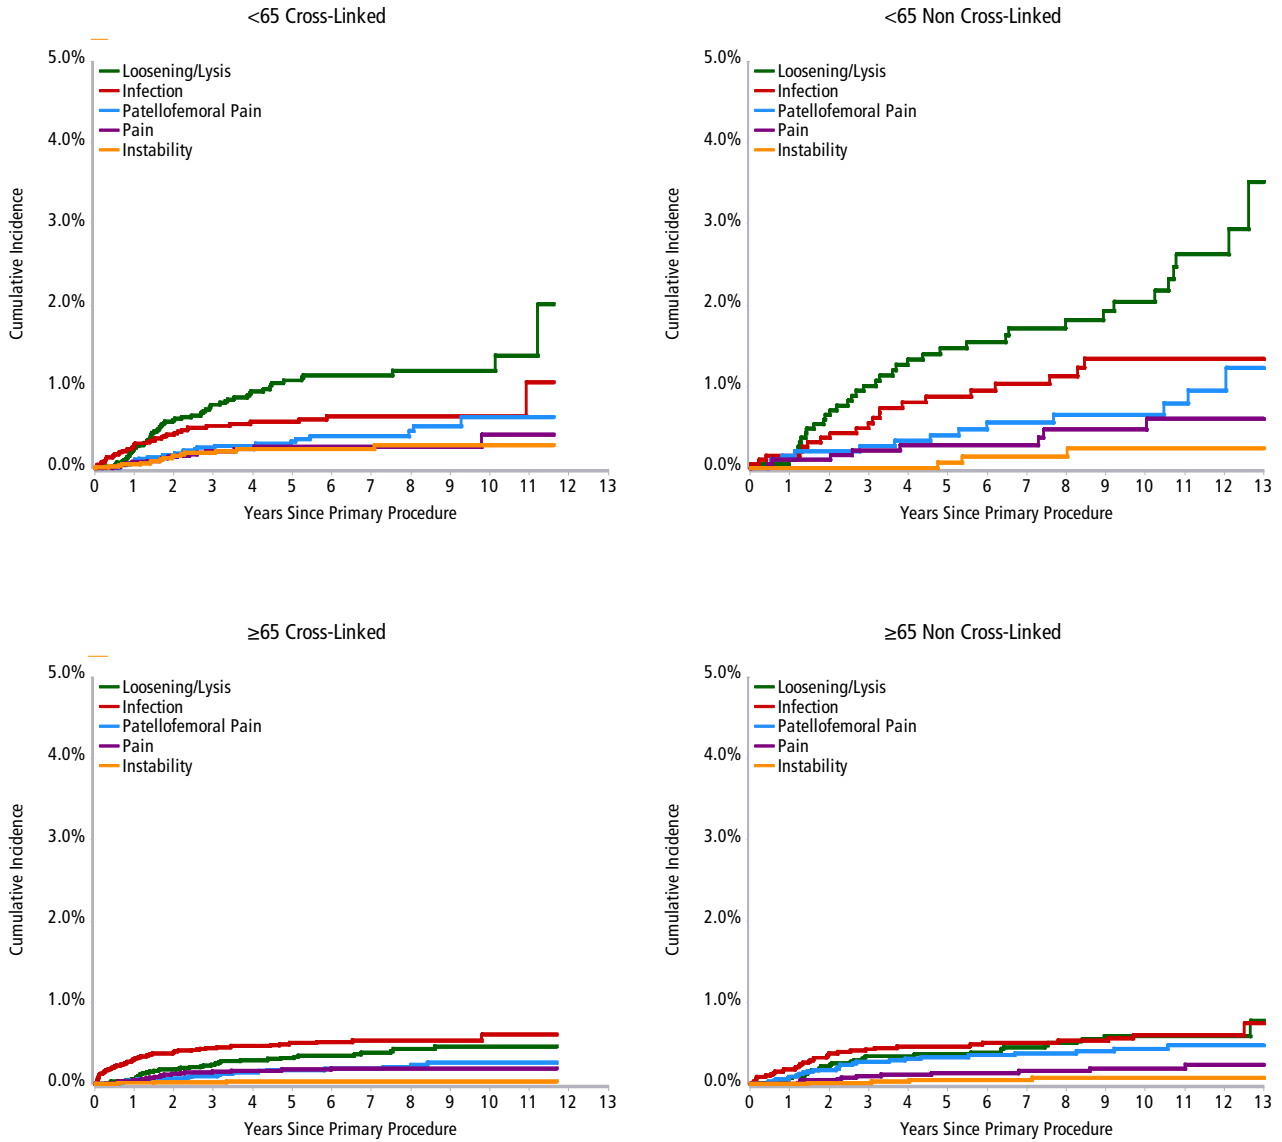 <65 Cross-Linked
5.0%
4.0%
3.0%
2.0%
1.0%
0.0%
Cumulative Incidence
Loosening/Lysis
Infection
Patellofemoral Pain
Pain
Instability
0 1 2 3 4 5 6 7 8 9 10 11 12 13
Years Since Primary Procedure
<65 Non Cross-Linked
5.0%
4.0%
3.0%
2.0%
1.0%
0.0%
Cumulative Incidence
Loosening/Lysis
Infection
Patellofemoral Pain
Pain
Instability
0 1 2 3 4 5 6 7 8 9 10 11 12 13
Years Since Primary Procedure
≥65 Cross-Linked
5.0%
4.0%
3.0%
2.0%
1.0%
0.0%
Cumulative Incidence
Loosening/Lysis
Infection
Patellofemoral Pain
Pain
Instability
0 1 2 3 4 5 6 7 8 9 10 11 12 13
Years Since Primary Procedure
≥65 Non Cross-Linked
5.0%
4.0%
3.0%
2.0%
1.0%
0.0%
Cumulative Incidence
Loosening/Lysis
Infection
Patellofemoral Pain
Pain
Instability
0 1 2 3 4 5 6 7 8 9 10 11 12 13
Years Since Primary Procedure